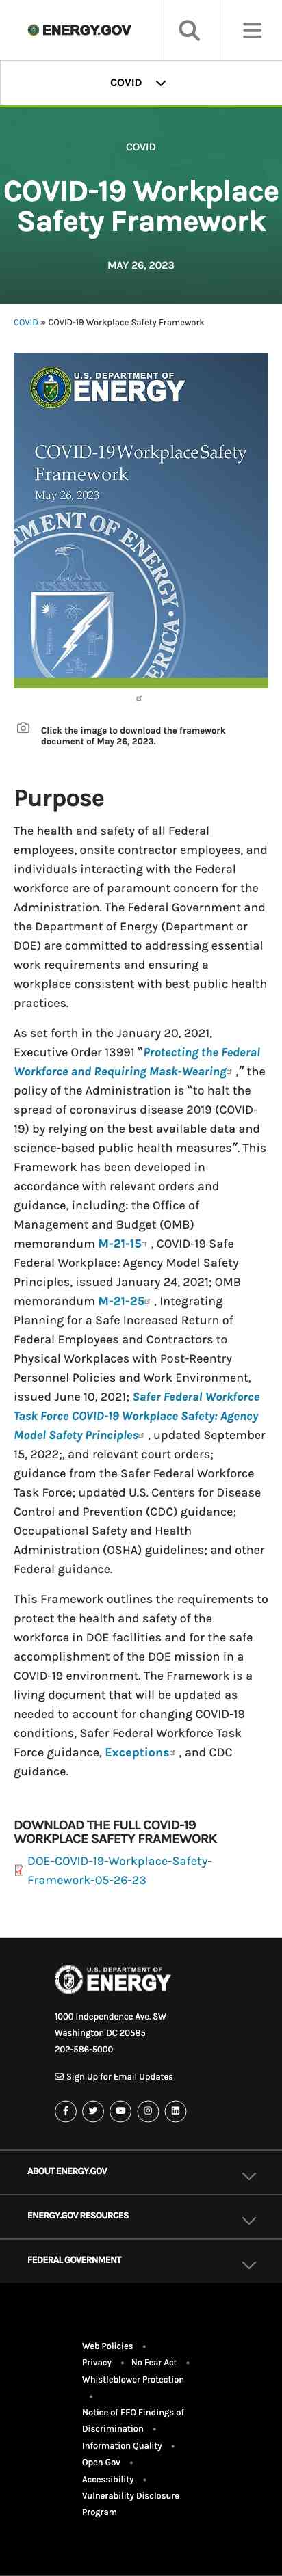 ENERGY.GOV
COVID
COVID
COVID-19 Workplace
Safety Framework
MAY 26, 2023
COVID » COVID-19 Workplace Safety Framework
U.S. DEPARTMENT OF
ENERGY
COVID-19 Workplace Safety
Framework
May 26, 2023
MENT OF EN
Click the image to download the framework
document of May 26, 2023.
Purpose
The health and safety of all Federal
employees, onsite contractor employees, and
individuals interacting with the Federal
workforce are of paramount concern for the
Administration. The Federal Government and
the Department of Energy (Department or
DOE) are committed to addressing essential
work requirements and ensuring a
workplace consistent with best public health
practices.
As set forth in the January 20, 2021,
Executive Order 13991 “Protecting the Federal
Workforce and Requiring Mask-Wearing ,” the
policy of the Administration is “to halt the
spread of coronavirus disease 2019 (COVID-
19) by relying on the best available data and
science-based public health measures”. This
Framework has been developed in
accordance with relevant orders and
guidance, including: the Office of
Management and Budget (OMB)
memorandum M-21-15 , COVID-19 Safe
Federal Workplace: Agency Model Safety
Principles, issued January 24, 2021; OMB
memorandum M-21-25 , Integrating
Planning for a Safe Increased Return of
Federal Employees and Contractors to
Physical Workplaces with Post-Reentry
Personnel Policies and Work Environment,
issued June 10, 2021; Safer Federal Workforce
Task Force COVID-19 Workplace Safety: Agency
Model Safety Principles , updated September
15, 2022;, and relevant court orders;
guidance from the Safer Federal Workforce
Task Force; updated U.S. Centers for Disease
Control and Prevention (CDC) guidance;
Occupational Safety and Health
Administration (OSHA) guidelines; and other
Federal guidance.
This Framework outlines the requirements to
protect the health and safety of the
workforce in DOE facilities and for the safe
accomplishment of the DOE mission in a
COVID-19 environment. The Framework is a
living document that will be updated as
needed to account for changing COVID-19
conditions, Safer Federal Workforce Task
Force guidance, Exceptions , and CDC
guidance.
DOWNLOAD THE FULL COVID-19
WORKPLACE SAFETY FRAMEWORK
DOE-COVID-19-Workplace-Safety-
Framework-05-26-23
U.S. DEPARTMENT OF
ENERGY
1000 Independence Ave. SW
Washington DC 20585
202-586-5000
Sign Up for Email Updates
ABOUT ENERGY.GOV
ENERGY.GOV RESOURCES
FEDERAL GOVERNMENT
Web Policies •
Privacy • No Fear Act •
Whistleblower Protection
•
Notice of EEO Findings of
Discrimination •
Information Quality •
Open Gov •
Accessibility •
Vulnerability Disclosure
Program